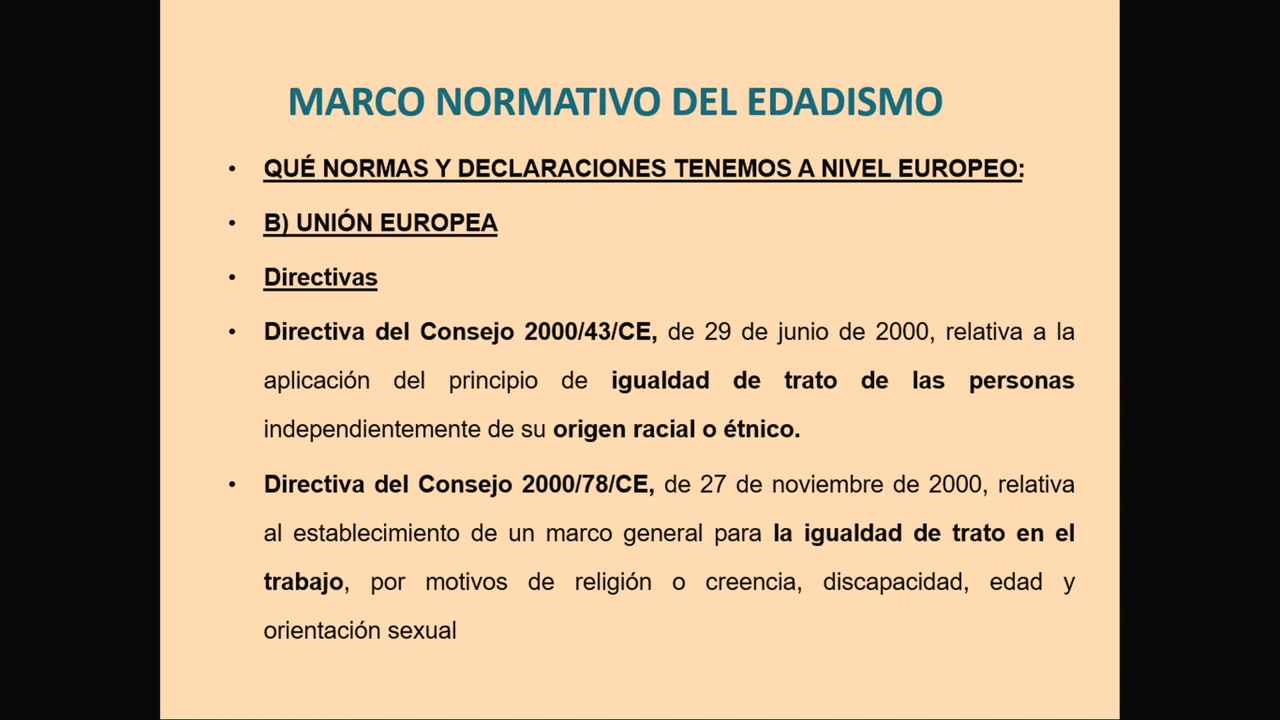 MARCO NORMATIVO DEL EDADISMO
• QUÉ NORMAS Y DECLARACIONES TENEMOS A NIVEL EUROPEO:
• B) UNIÓN EUROPEA
• Directivas
• Directiva del Consejo 2000/43/CE, de 29 de junio de 2000, relativa a la
aplicación del principio de igualdad de trato de las personas
independientemente de su origen racial o étnico.
• Directiva del Consejo 2000/78/CE, de 27 de noviembre de 2000, relativa
al establecimiento de un marco general para la igualdad de trato en el
trabajo, por motivos de religión o creencia, discapacidad, edad y
orientación sexual